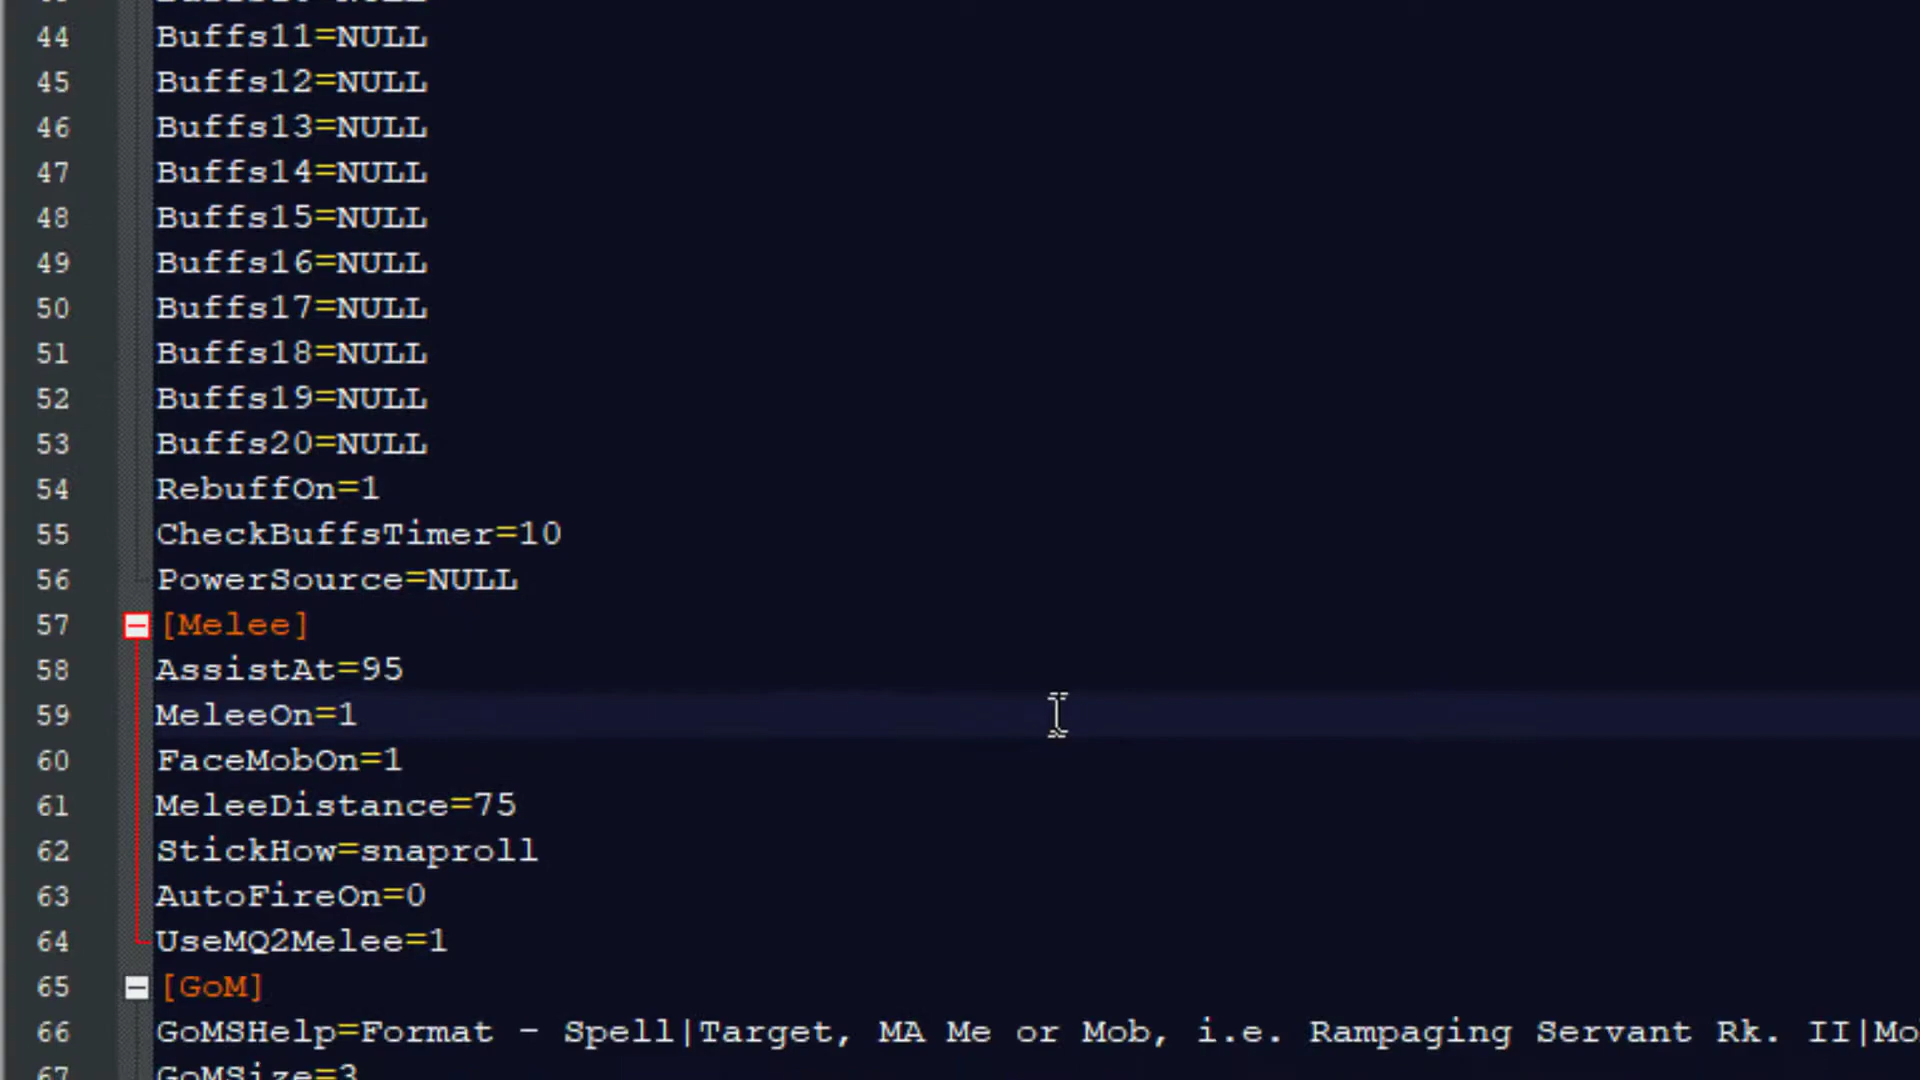 44 Buffs11=NULL
45 Buffs12=NULL
46 Buffs13=NULL
47 Buffs14=NULL
48 Buffs15=NULL
49 Buffs16=NULL
50 Buffs17=NULL
51 Buffs18=NULL
52 Buffs19=NULL
53 Buffs20=NULL
54 RebuffOn=1
55 CheckBuffsTimer=10
56 PowerSource=NULL
57 [Melee]
58 AssistAt=95
59 MeleeOn=1
60 FaceMobOn=1
61 MeleeDistance=75
62 StickHow=snaproll
63 AutoFireOn=0
64 UseMQ2Melee=1
65 [GoM]
66 GoMSHelp=Format - Spell|Target, MA Me or Mob, i.e. Rampaging Servant Rk. II|Mo
67 GoMSize=3